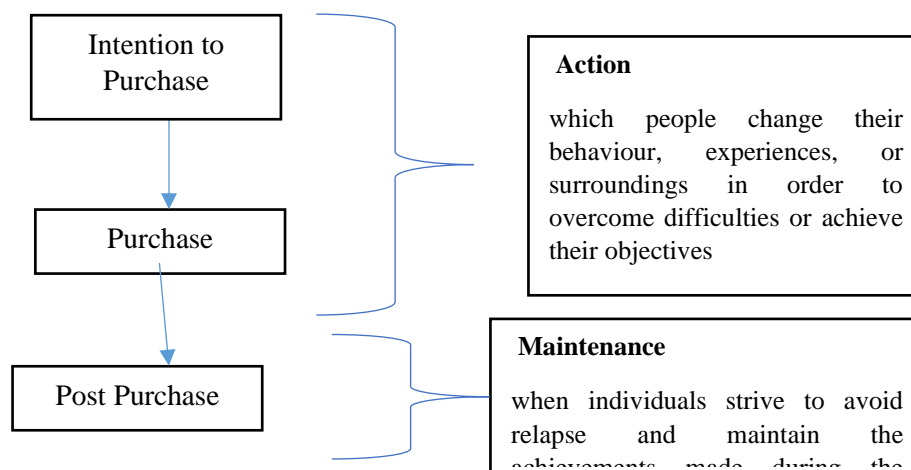 Intention to
Purchase
Action
which people change their
behaviour, experiences, or
surroundings in order to
overcome difficulties or achieve
their objectives
Purchase
Maintenance
Post Purchase
when individuals strive to avoid
relapse and maintain the
achievements made during the